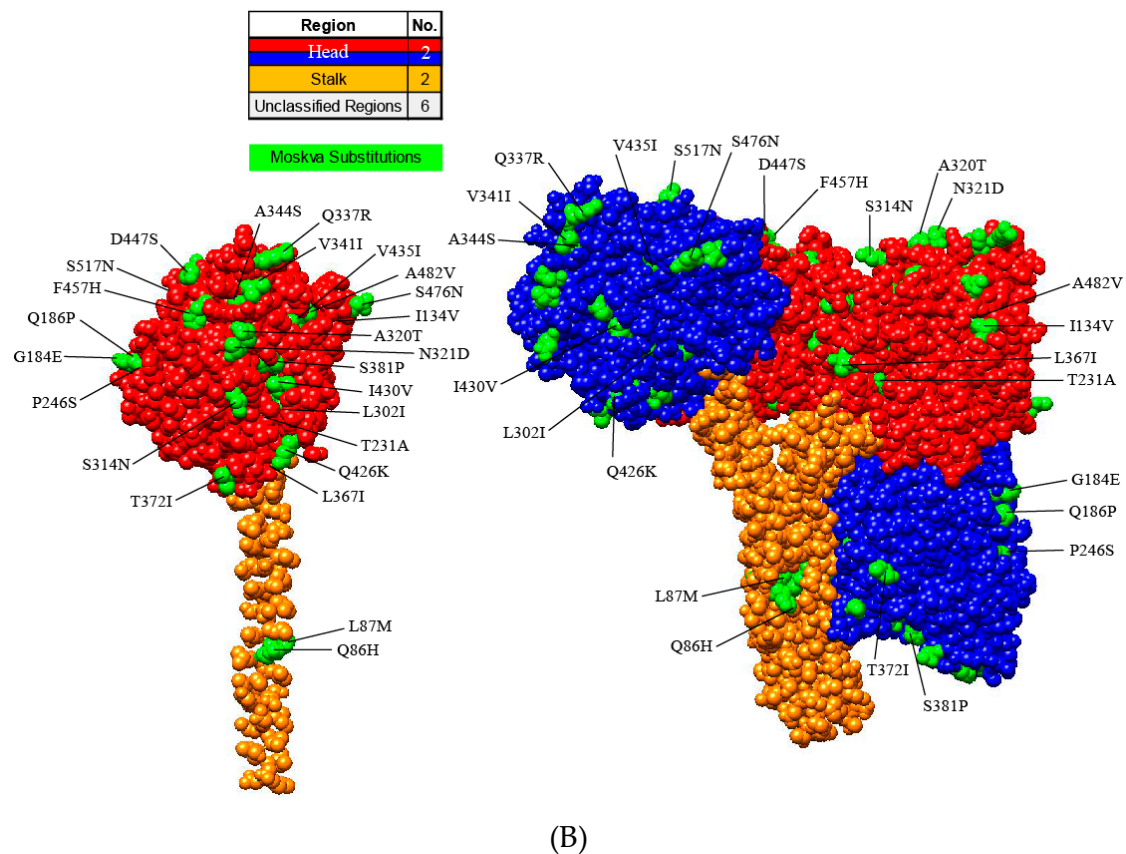 Region No.
Head 2
Stalk 2
Unclassified Regions 6
Moskva Substitutions
A344S
Q337R
D447S
V341I
V435I
S517N
A482V
F457H
S476N
Q186P
I134V
A320T
G184E
N321D
S381P
P246S
I430V
L302I
T231A
S314N
Q426K
T372I
L367I
L87M
Q86H
V435I
S517N
S476N
Q337R
D447S
A320T
F457H
N321D
V341I
S314N
A344S
A482V
I134V
L367I
I430V
T231A
L302I
Q426K
G184E
Q186P
P246S
L87M
Q86H
T372I
S381P
(B)